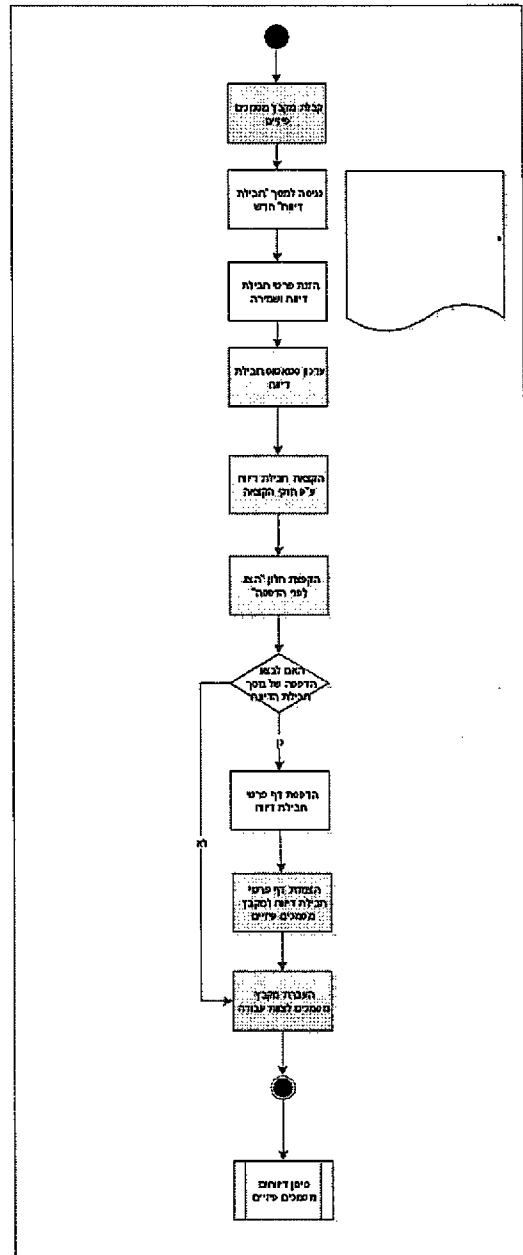 קבלת מקבץ מסמכים
פיזיים
כניסה למסך "חבילת
דיווח" חדש
הזנת פרטי חבילת
דיווח ושמירה
עדכון סטאטוס חבילת
דיווח
הקצאת חבילת דיווח
ע"פ חוקי הקצאה
הקפצת חלון "הצג
לפני הדפסה"
האם לבצע
הדפסה של מסך
חבילת הדיווח
כן
הדפסת דף פרטי
חבילת דיווח
לא
הצמדת דף פרטי
חבילת דיווח למקבץ
מסמכים פיזיים
העברת מקבץ
מסמכים לצוות עבודה
מיון דיווחים
מסמכים פיזיים